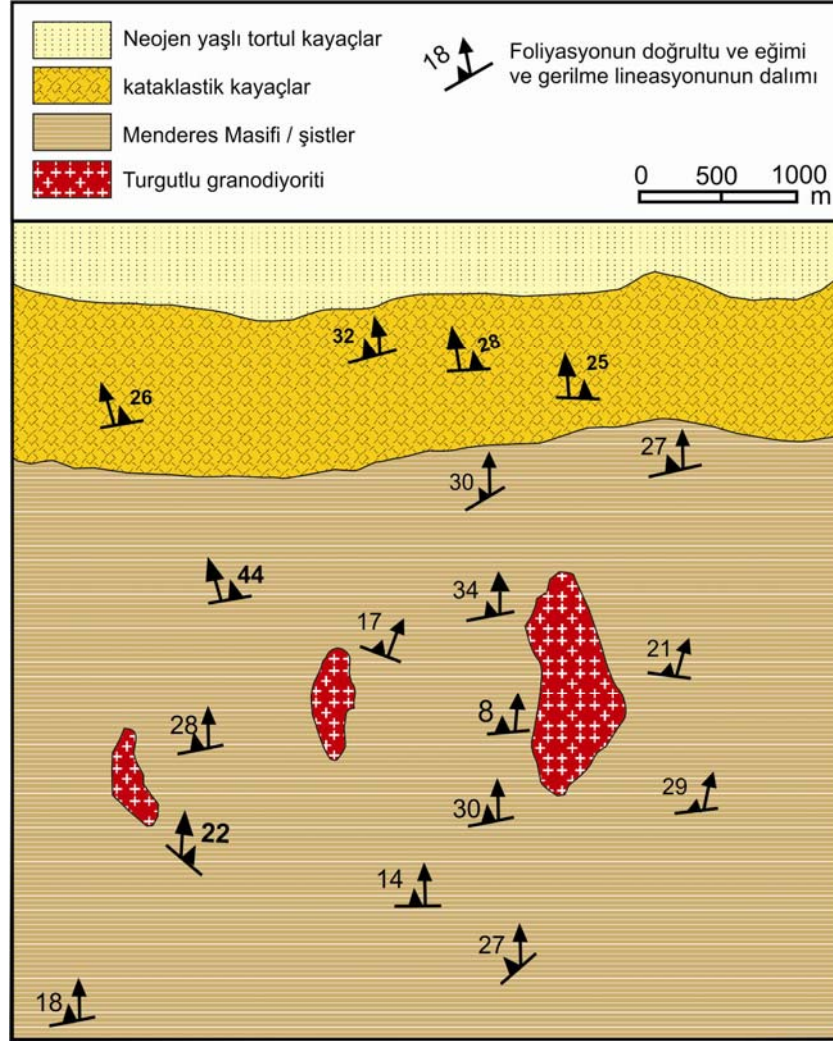 Neojen yaşlı tortul kayaçlar
kataklastik kayaçlar
Menderes Masifi / şistler
Turgutlu granodiyoriti
18
Foliyasyonun doğrultu ve eğimi
ve gerilme lineasyonunun dalımı
0 500 1000
m
32
28
25
26
27
30
44
34
17
21
28
8
29
30
22
14
27
18